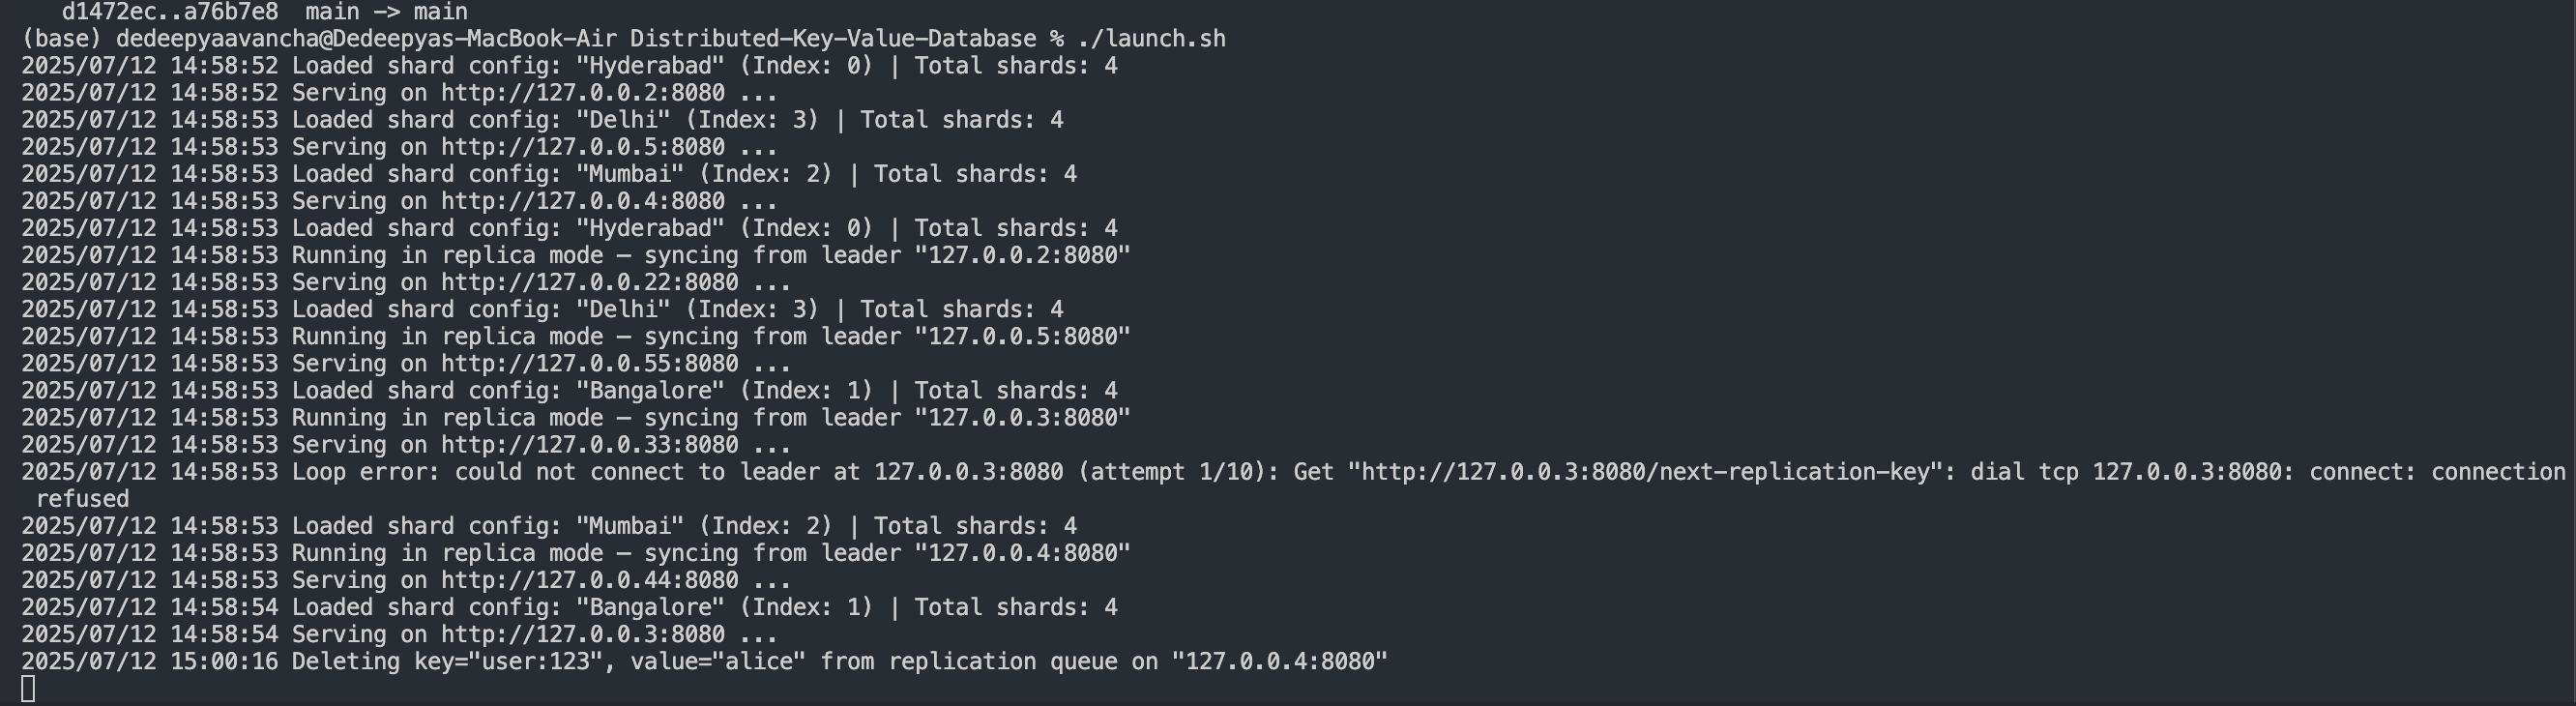 d1472ec..a76b7e8  main -> main
(base) dedeepyaavancha@Dedeepyas-MacBook-Air Distributed-Key-Value-Database % ./launch.sh
2025/07/12 14:58:52 Loaded shard config: "Hyderabad" (Index: 0) | Total shards: 4
2025/07/12 14:58:52 Serving on http://127.0.0.2:8080 ...
2025/07/12 14:58:53 Loaded shard config: "Delhi" (Index: 3) | Total shards: 4
2025/07/12 14:58:53 Serving on http://127.0.0.5:8080 ...
2025/07/12 14:58:53 Loaded shard config: "Mumbai" (Index: 2) | Total shards: 4
2025/07/12 14:58:53 Serving on http://127.0.0.4:8080 ...
2025/07/12 14:58:53 Loaded shard config: "Hyderabad" (Index: 0) | Total shards: 4
2025/07/12 14:58:53 Running in replica mode — syncing from leader "127.0.0.2:8080"
2025/07/12 14:58:53 Serving on http://127.0.0.22:8080 ...
2025/07/12 14:58:53 Loaded shard config: "Delhi" (Index: 3) | Total shards: 4
2025/07/12 14:58:53 Running in replica mode — syncing from leader "127.0.0.5:8080"
2025/07/12 14:58:53 Serving on http://127.0.0.55:8080 ...
2025/07/12 14:58:53 Loaded shard config: "Bangalore" (Index: 1) | Total shards: 4
2025/07/12 14:58:53 Running in replica mode — syncing from leader "127.0.0.3:8080"
2025/07/12 14:58:53 Serving on http://127.0.0.33:8080 ...
2025/07/12 14:58:53 Loop error: could not connect to leader at 127.0.0.3:8080 (attempt 1/10): Get "http://127.0.0.3:8080/next-replication-key": dial tcp 127.0.0.3:8080: connect: connection
refused
2025/07/12 14:58:53 Loaded shard config: "Mumbai" (Index: 2) | Total shards: 4
2025/07/12 14:58:53 Running in replica mode — syncing from leader "127.0.0.4:8080"
2025/07/12 14:58:53 Serving on http://127.0.0.44:8080 ...
2025/07/12 14:58:54 Loaded shard config: "Bangalore" (Index: 1) | Total shards: 4
2025/07/12 14:58:54 Serving on http://127.0.0.3:8080 ...
2025/07/12 15:00:16 Deleting key="user:123", value="alice" from replication queue on "127.0.0.4:8080"